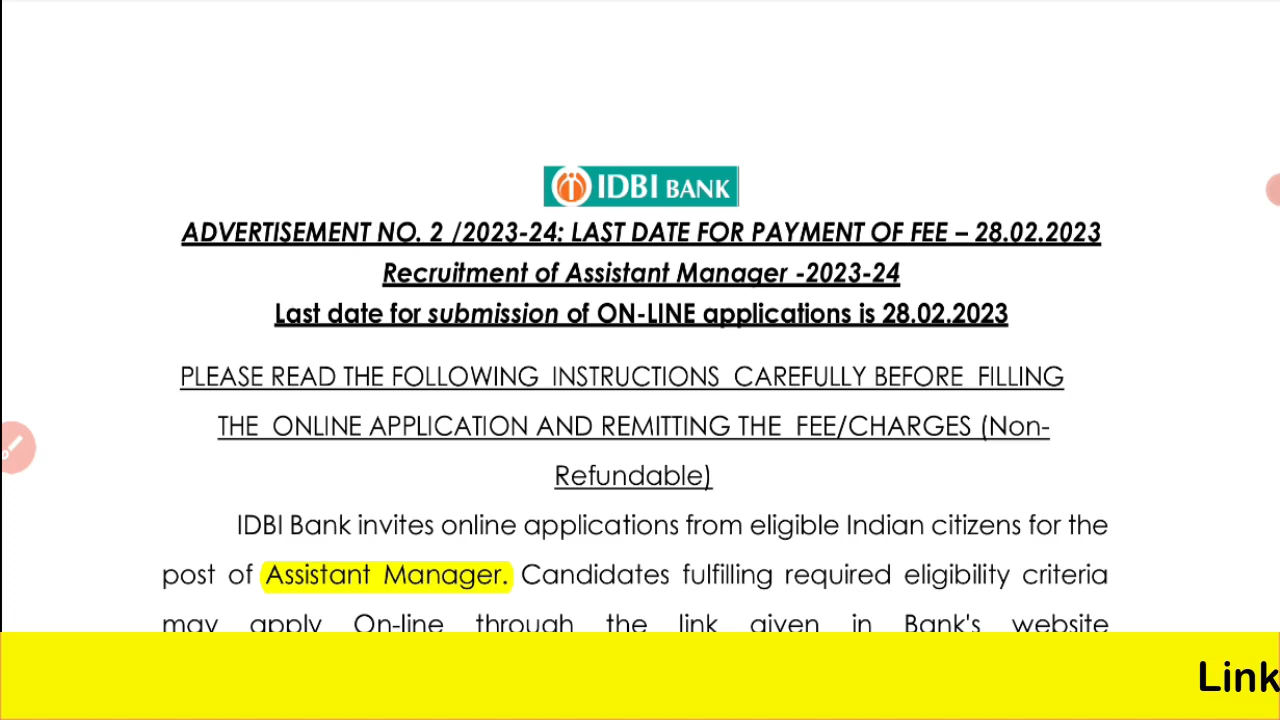 IDBI BANK
ADVERTISEMENT NO. 2 /2023-24: LAST DATE FOR PAYMENT OF FEE – 28.02.2023
Recruitment of Assistant Manager -2023-24
Last date for submission of ON-LINE applications is 28.02.2023
PLEASE READ THE FOLLOWING INSTRUCTIONS CAREFULLY BEFORE FILLING
THE ONLINE APPLICATION AND REMITTING THE FEE/CHARGES (Non-
Refundable)
IDBI Bank invites online applications from eligible Indian citizens for the
post of Assistant Manager. Candidates fulfilling required eligibility criteria
may apply On-line through the link given in Bank's website
Link